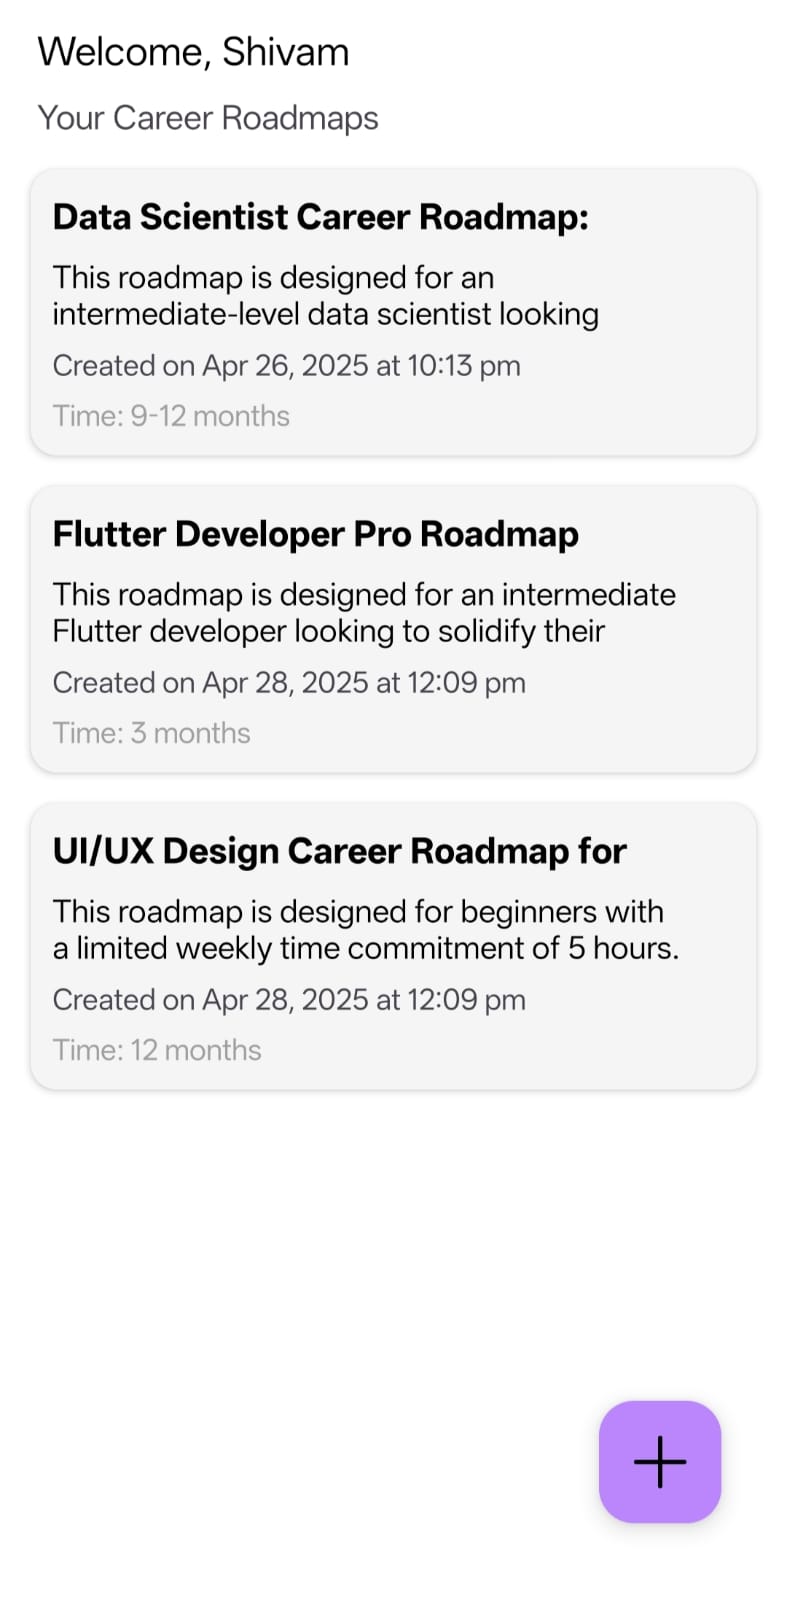 Welcome, Shivam
Your Career Roadmaps
Data Scientist Career Roadmap:
This roadmap is designed for an
intermediate-level data scientist looking
Created on Apr 26, 2025 at 10:13 pm
Time: 9-12 months
Flutter Developer Pro Roadmap
This roadmap is designed for an intermediate
Flutter developer looking to solidify their
Created on Apr 28, 2025 at 12:09 pm
Time: 3 months
UI/UX Design Career Roadmap for
This roadmap is designed for beginners with
a limited weekly time commitment of 5 hours.
Created on Apr 28, 2025 at 12:09 pm
Time: 12 months